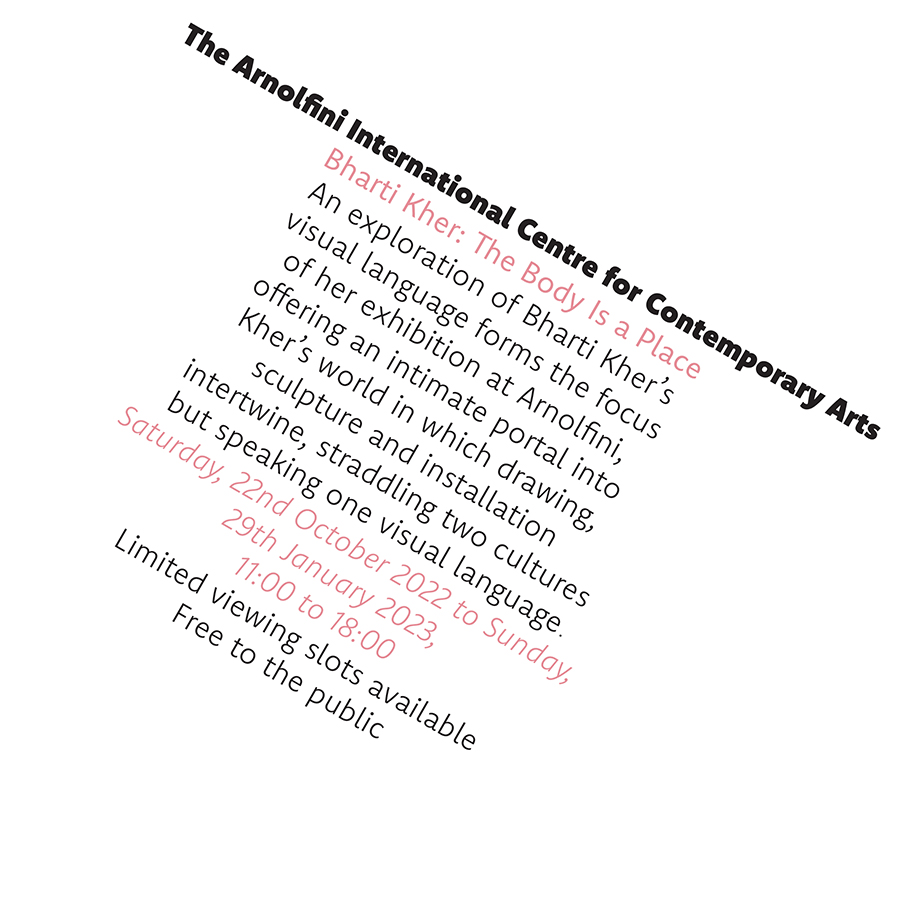 The Arnolfini International Centre for Contemporary Arts
Bharti Kher: The Body Is a Place
An exploration of Bharti Kher’s
visual language forms the focus
of her exhibition at Arnolfini,
offering an intimate portal into
Kher’s world in which drawing,
sculpture and installation
intertwine, straddling two cultures
but speaking one visual language.
Saturday, 22nd October 2022 to Sunday,
29th January 2023,
11:00 to 18:00
Limited viewing slots available
Free to the public